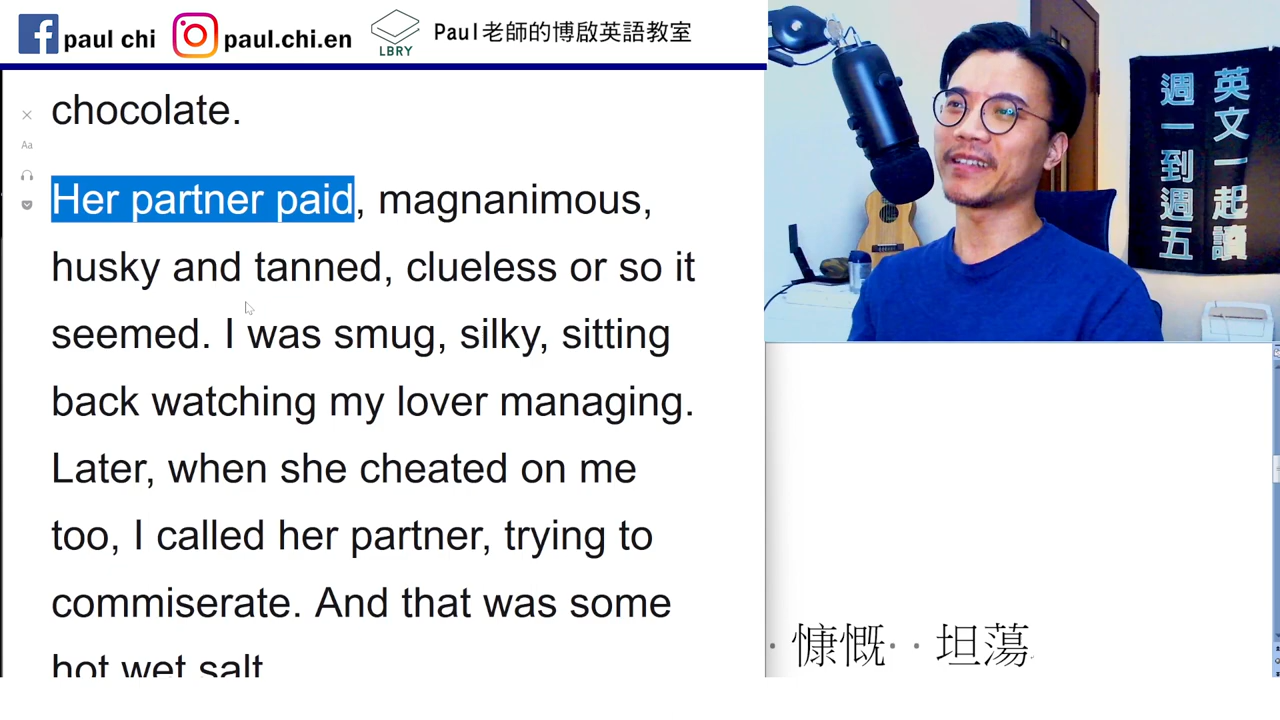 paul chi
paul.chi.en
LBRY
Paul老師的博啟英語教室
chocolate.
Aa
Her partner paid, magnanimous,
husky and tanned, clueless or so it
seemed. I was smug, silky, sitting
back watching my lover managing.
Later, when she cheated on me
too, I called her partner, trying to
commiserate. And that was some
hot wet salt
英文一起讀
週一到週五
慷慨 坦蕩